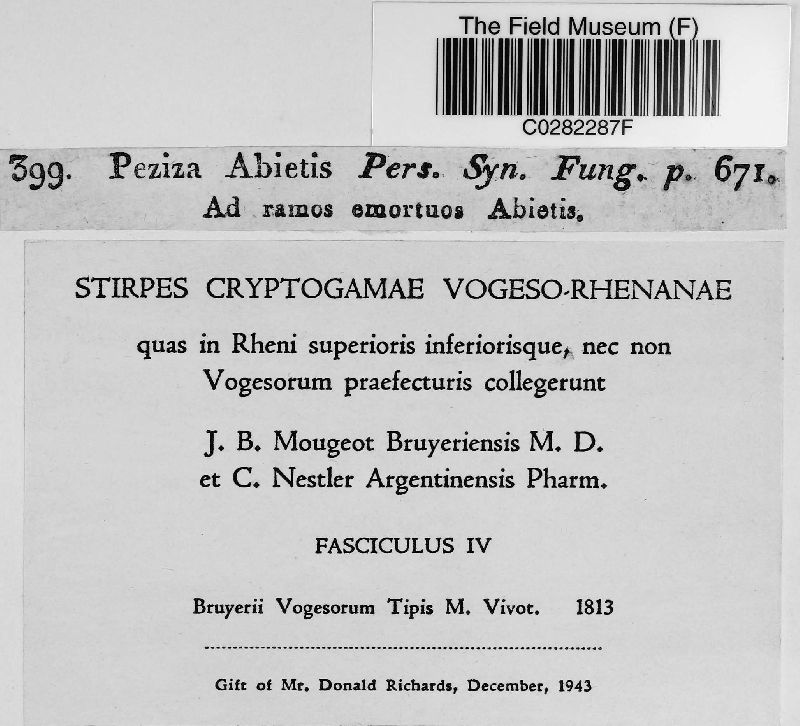 The Field Museum (F)
C0282287F
399. Peziza Abietis Pers. Syn. Fung. p. 671.
Ad ramos emortuos Abietis.
STIRPES CRYPTOGAMAE VOGESO-RHENANAE
quas in Rheni superioris inferiorisque, nec non
Vogesorum praefecturis collegerunt
J. B. Mougeot Bruyeriensis M. D.
et C. Nestler Argentinensis Pharm.
FASCICULUS IV
Bruyerii Vogesorum Tipis M. Vivot. 1813
Gift of Mr. Donald Richards, December, 1943